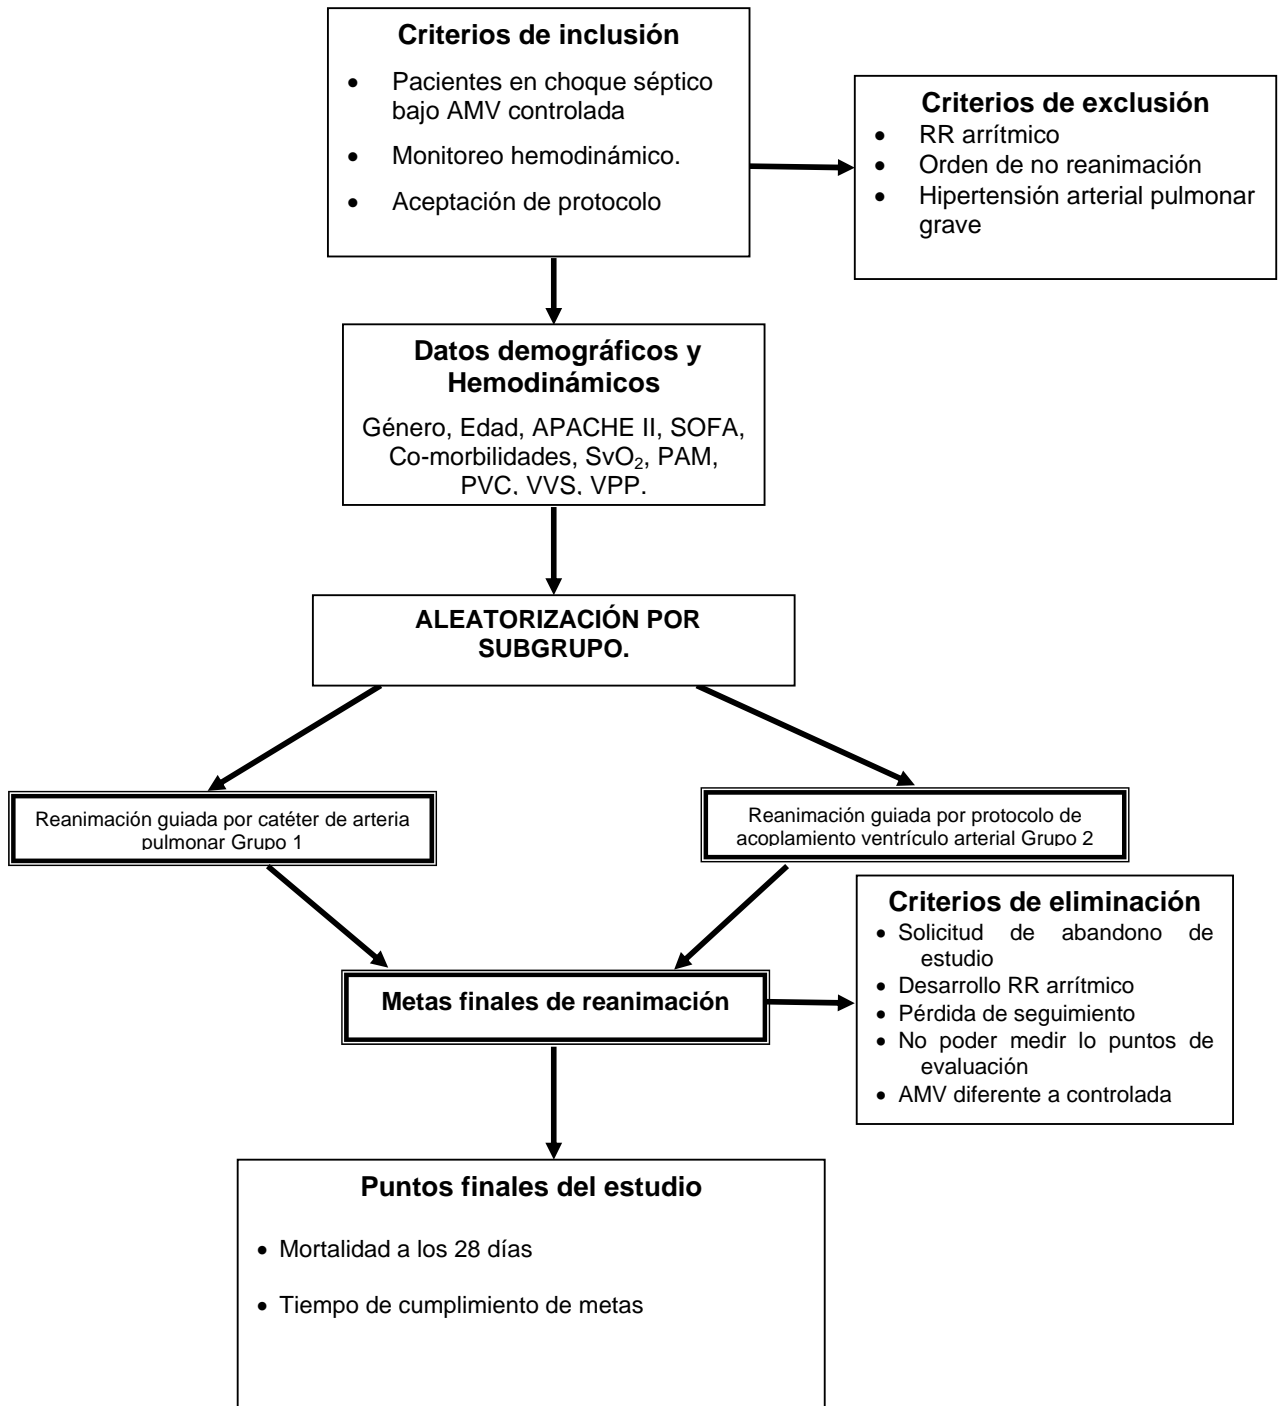 Criterios de inclusión
• Pacientes en choque séptico
bajo AMV controlada
• Monitoreo hemodinámico.
• Aceptación de protocolo
Criterios de exclusión
• RR arrítmico
• Orden de no reanimación
• Hipertensión arterial pulmonar
grave
Datos demográficos y
Hemodinámicos
Género, Edad, APACHE II, SOFA,
Co-morbilidades, SvO₂, PAM,
PVC, VVS, VPP.
ALEATORIZACIÓN POR
SUBGRUPO.
Reanimación guiada por catéter de arteria
pulmonar Grupo 1
Reanimación guiada por protocolo de
acoplamiento ventrículo arterial Grupo 2
Criterios de eliminación
• Solicitud de abandono de
estudio
• Desarrollo RR arrítmico
• Pérdida de seguimiento
• No poder medir lo puntos de
evaluación
• AMV diferente a controlada
Metas finales de reanimación
Puntos finales del estudio
• Mortalidad a los 28 días
• Tiempo de cumplimiento de metas